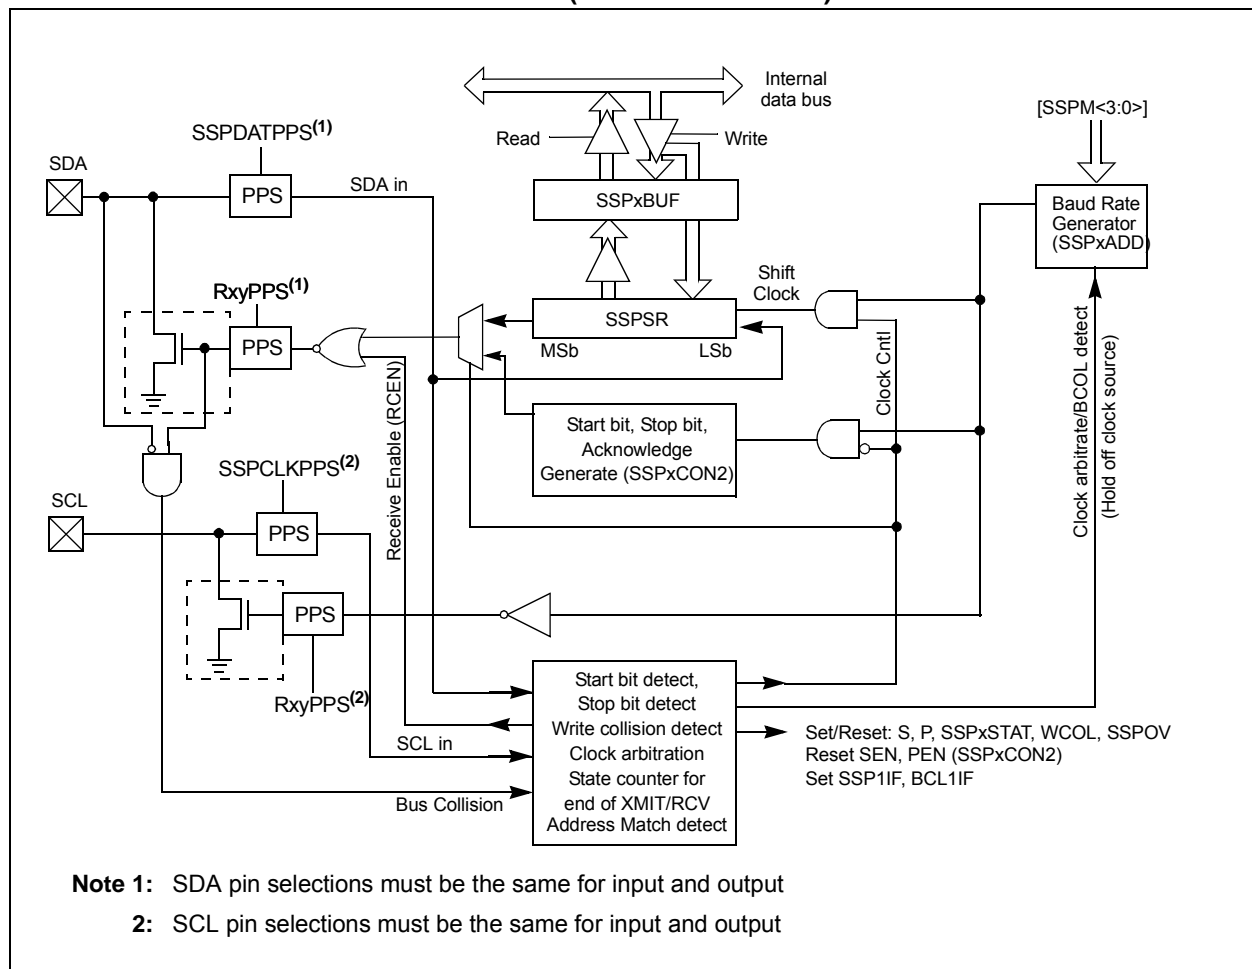 Internal
data bus
[SSPM<3:0>]
SSPDATPPS(1)
Read
Write
SDA
SDA in
PPS
SSPxBUF
Baud Rate
Generator
(SSPxADD)
Shift
Clock
RxyPPS(1)
PPS
SSPSR
MSb
LSb
Clock Cntl
Clock arbitrate/BCOL detect
(Hold off clock source)
Receive Enable (RCEN)
Start bit, Stop bit,
Acknowledge
Generate (SSPxCON2)
SSPCLKPPS(2)
SCL
PPS
PPS
RxyPPS(2)
SCL in
Bus Collision
Start bit detect,
Stop bit detect
Write collision detect
Clock arbitration
State counter for
end of XMIT/RCV
Address Match detect
Set/Reset: S, P, SSPxSTAT, WCOL, SSPOV
Reset SEN, PEN (SSPxCON2)
Set SSP1IF, BCL1IF
Note 1: SDA pin selections must be the same for input and output
2: SCL pin selections must be the same for input and output